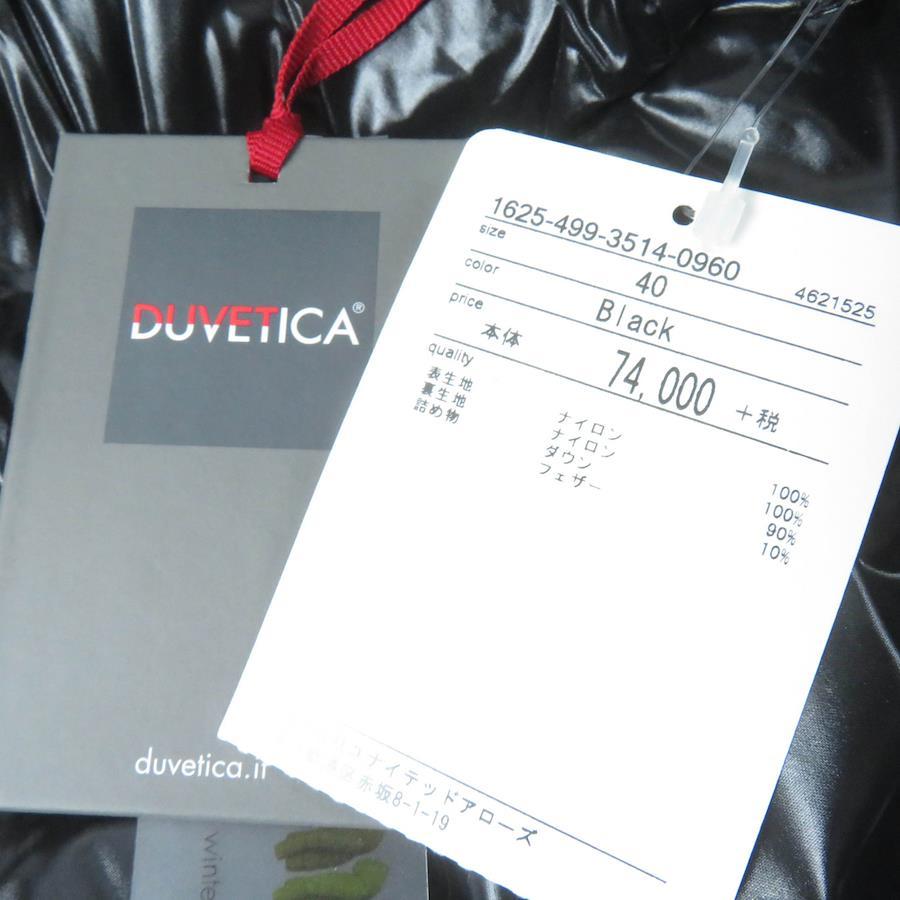 DUVETICA®
duvetica.it
winte
1625-499-3514-0960
4621525
size 40
color Black
price
本体 74,000 +税
quality
表生地 ナイロン 100%
裏生地 ナイロン 100%
詰め物 ダウン 90%
フェザー 10%
ユナイテッドアローズ
区赤坂8-1-19